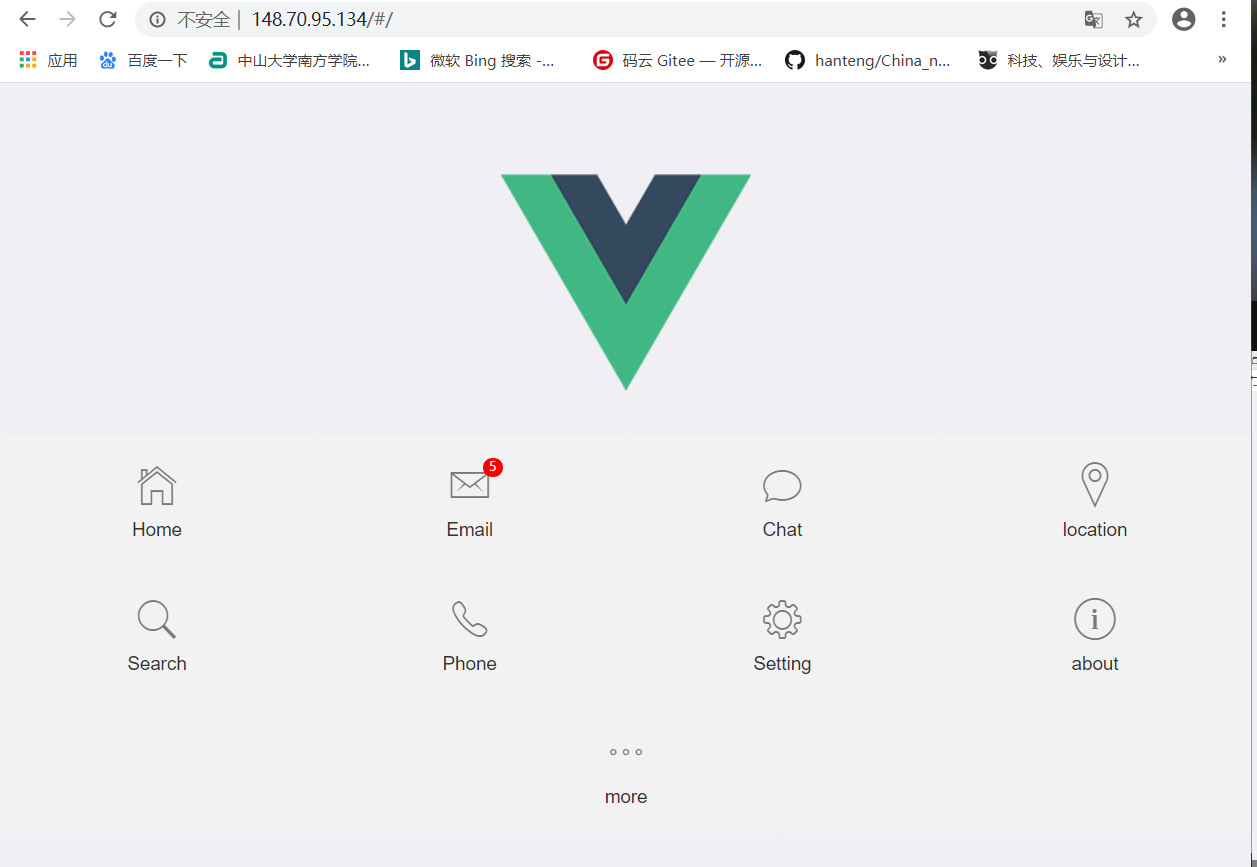 不安全 | 148.70.95.134/#/
应用 百度一下 中山大学南方学院... 微软 Bing 搜索 -... 码云 Gitee — 开源... hanteng/China_n... 科技、娱乐与设计... »
5
Home Email Chat location
Search Phone Setting about
more